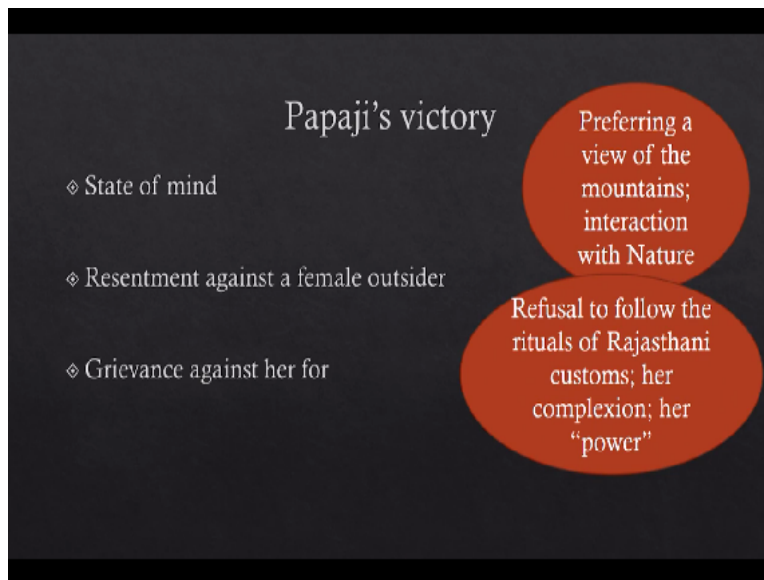 Papaji's victory
◈ State of mind
◈ Resentment against a female outsider
◈ Grievance against her for
Preferring a
view of the
mountains;
interaction
with Nature
Refusal to follow the
rituals of Rajasthani
customs; her
complexion; her
“power”